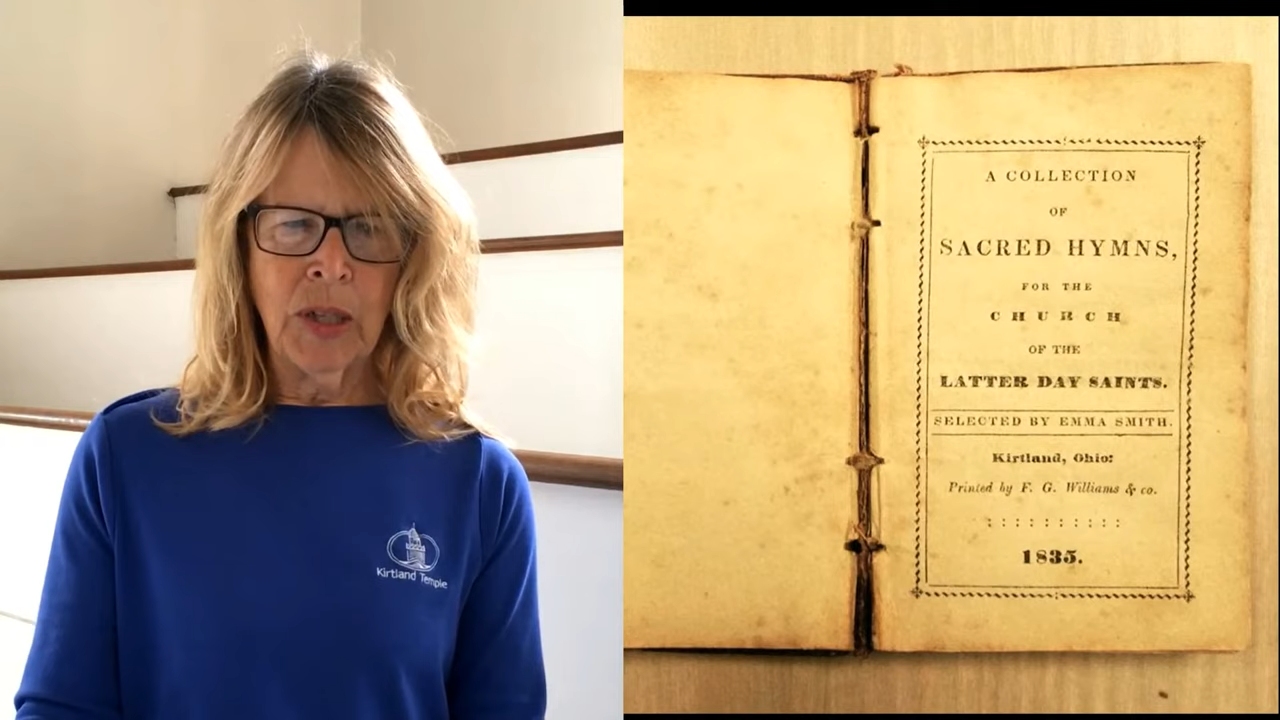 Kirtland Temple
A COLLECTION
OF
SACRED HYMNS,
FOR THE
CHURCH
OF THE
LATTER DAY SAINTS.
SELECTED BY EMMA SMITH.
Kirtland, Ohio:
Printed by F. G. Williams & co.
: : : : : : : : : :
1835.